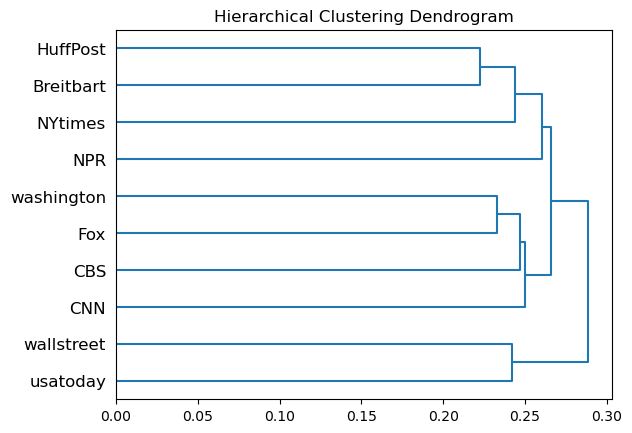 Hierarchical Clustering Dendrogram
HuffPost
Breitbart
NYtimes
NPR
washington
Fox
CBS
CNN
wallstreet
usatoday
0.00 0.05 0.10 0.15 0.20 0.25 0.30